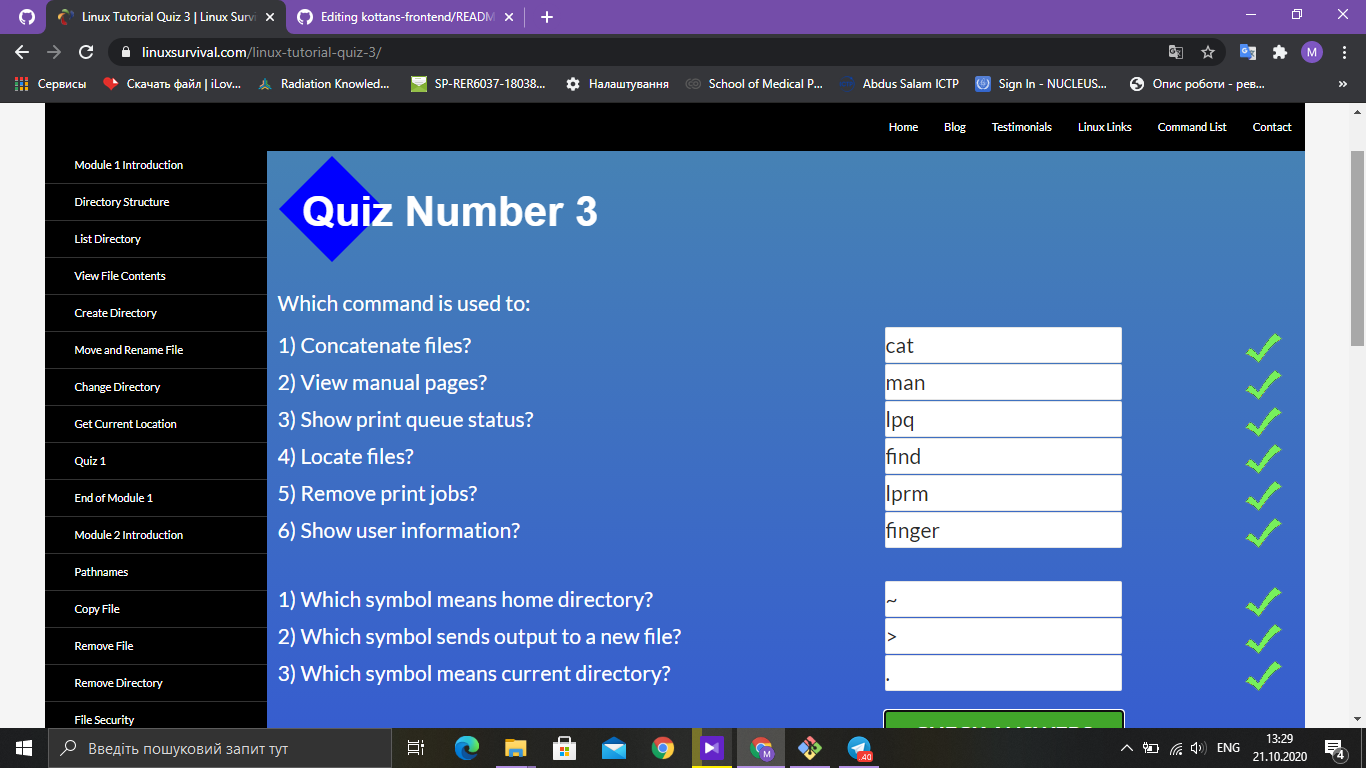 Linux Tutorial Quiz 3 | Linux Survi
Editing kottans-frontend/READM
linuxsurvival.com/linux-tutorial-quiz-3/
M
Сервисы
Скачать файл | iLov...
Radiation Knowled...
SP-RER6037-18038...
Налаштування
School of Medical P...
Abdus Salam ICTP
Sign In - NUCLEUS...
Опис роботи - рев...
»
Home
Blog
Testimonials
Linux Links
Command List
Contact
Module 1 Introduction
Directory Structure
List Directory
View File Contents
Create Directory
Move and Rename File
Change Directory
Get Current Location
Quiz 1
End of Module 1
Module 2 Introduction
Pathnames
Copy File
Remove File
Remove Directory
File Security
Quiz Number 3
Which command is used to:
1) Concatenate files? cat
2) View manual pages? man
3) Show print queue status? lpq
4) Locate files? find
5) Remove print jobs? lprm
6) Show user information? finger
1) Which symbol means home directory? ~
2) Which symbol sends output to a new file? >
3) Which symbol means current directory? .
Введіть пошуковий запит тут
M
.40
ENG
13:29
21.10.2020
4